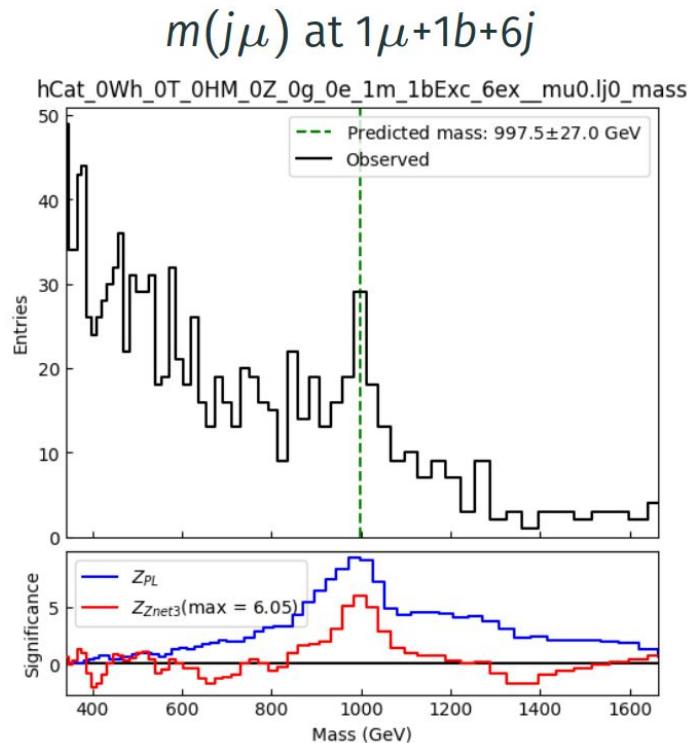 m(jμ) at 1μ+1b+6j
hCat_0Wh_0T_0HM_0Z_0g_0e_1m_1bExc_6ex__mu0.lj0_mass
Predicted mass: 997.5±27.0 GeV
Observed
50
40
30
20
10
0
Entries
Z_PL
Z_Znet3(max = 6.05)
5
0
Significance
400 600 800 1000 1200 1400 1600
Mass (GeV)